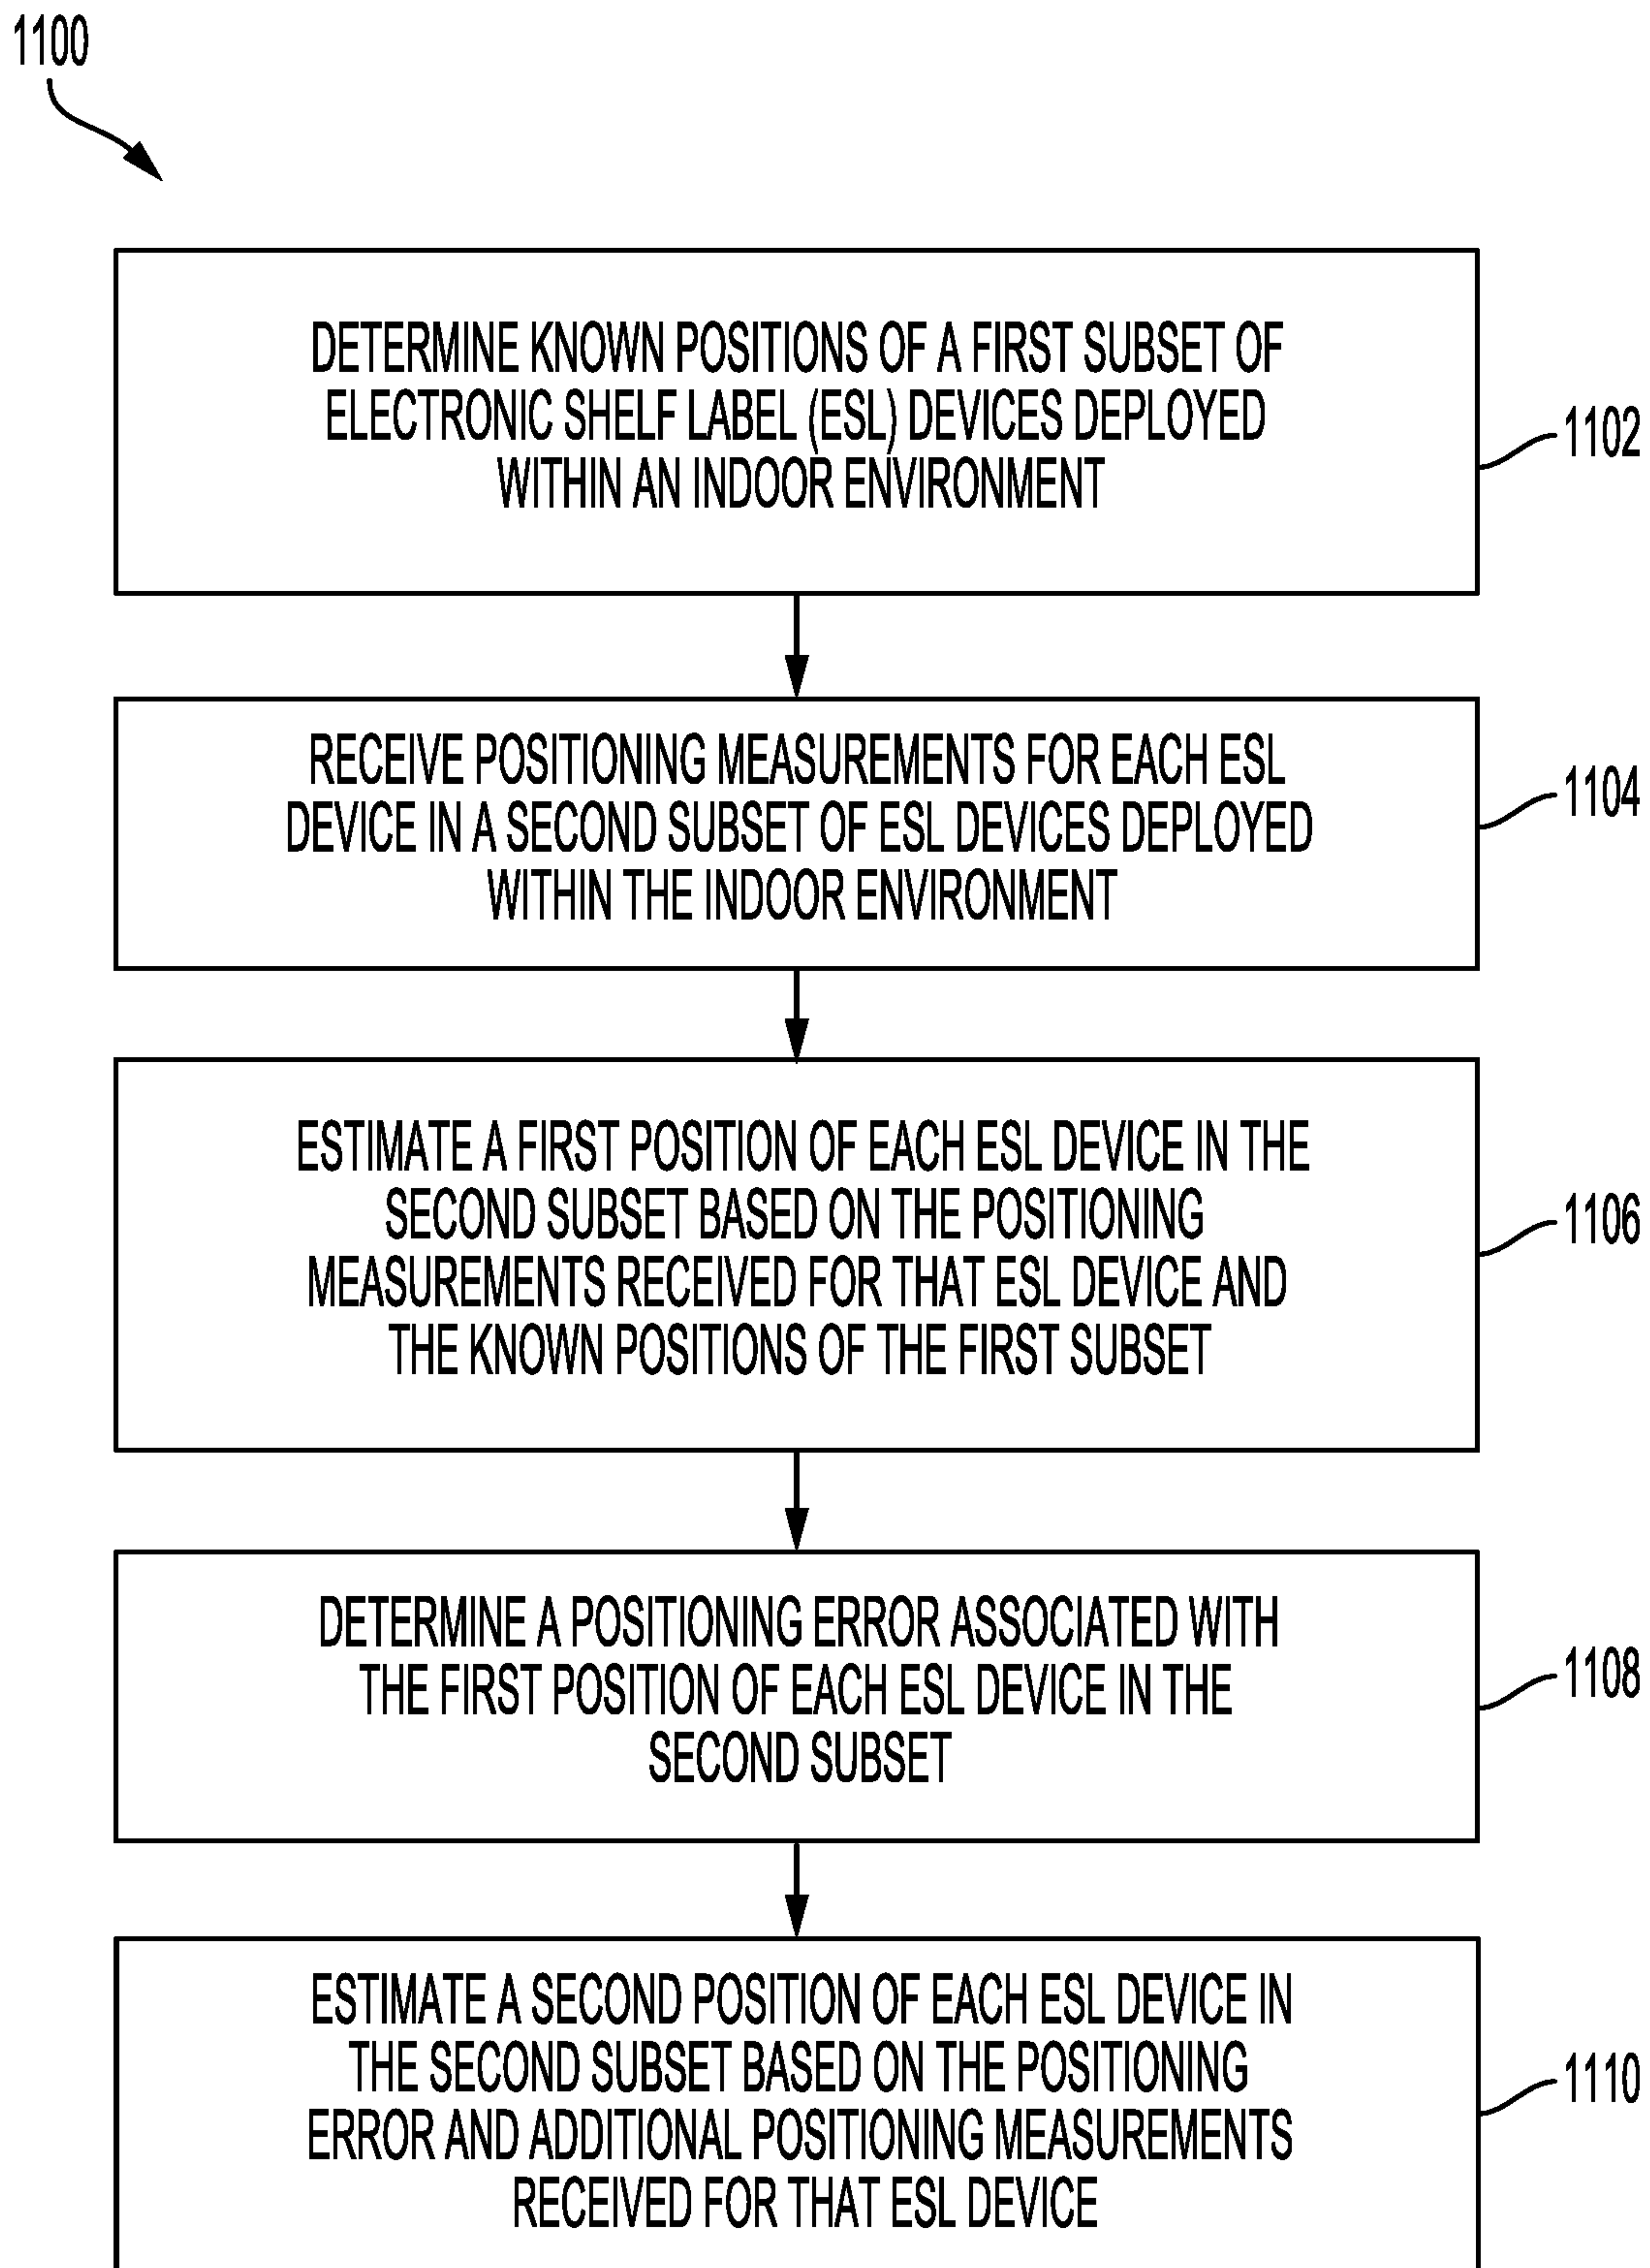 1100
DETERMINE KNOWN POSITIONS OF A FIRST SUBSET OF
ELECTRONIC SHELF LABEL (ESL) DEVICES DEPLOYED
WITHIN AN INDOOR ENVIRONMENT
1102
RECEIVE POSITIONING MEASUREMENTS FOR EACH ESL
DEVICE IN A SECOND SUBSET OF ESL DEVICES DEPLOYED
WITHIN THE INDOOR ENVIRONMENT
1104
ESTIMATE A FIRST POSITION OF EACH ESL DEVICE IN THE
SECOND SUBSET BASED ON THE POSITIONING
MEASUREMENTS RECEIVED FOR THAT ESL DEVICE AND
THE KNOWN POSITIONS OF THE FIRST SUBSET
1106
DETERMINE A POSITIONING ERROR ASSOCIATED WITH
THE FIRST POSITION OF EACH ESL DEVICE IN THE
SECOND SUBSET
1108
ESTIMATE A SECOND POSITION OF EACH ESL DEVICE IN
THE SECOND SUBSET BASED ON THE POSITIONING
ERROR AND ADDITIONAL POSITIONING MEASUREMENTS
RECEIVED FOR THAT ESL DEVICE
1110